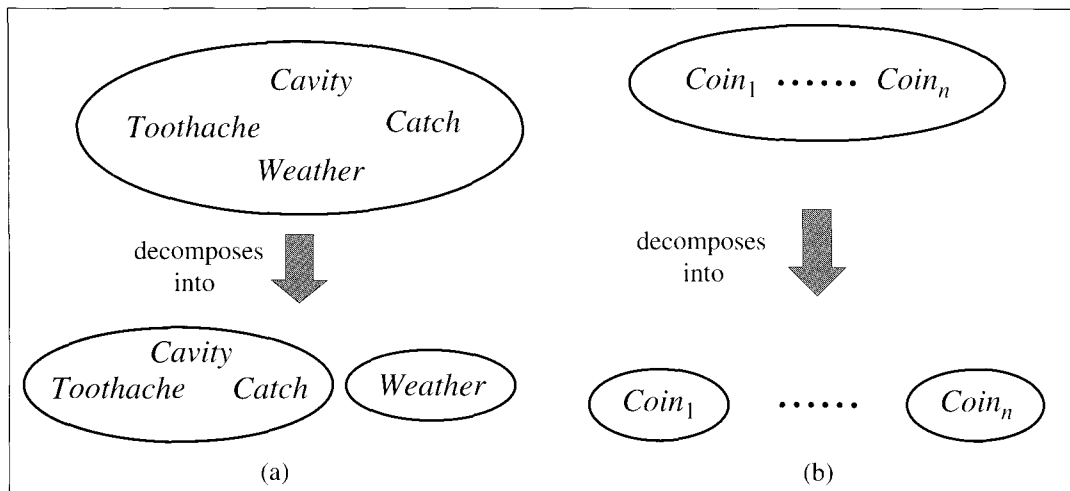 Cavity
Toothache Catch
Weather
decomposes
into
Cavity
Toothache Catch
Weather
(a)
Coin₁ ...... Coinₙ
decomposes
into
Coin₁ ...... Coinₙ
(b)